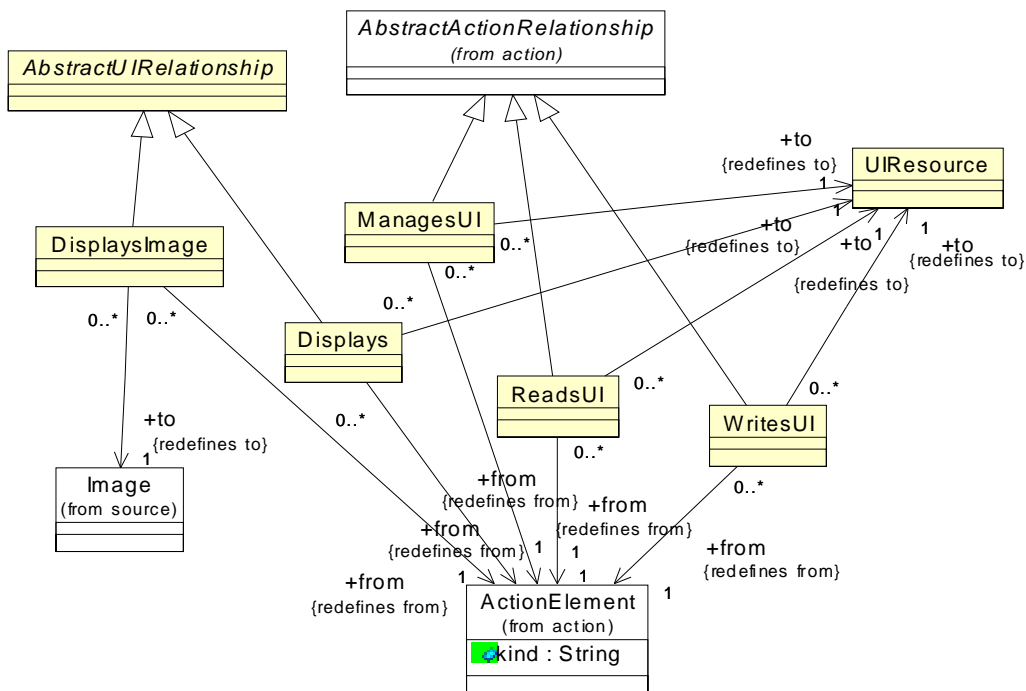 AbstractActionRelationship
(from action)
AbstractUIRelationship
+to
{redefines to}
1
UIResource
ManagesUI
0..*
0..*
+to
{redefines to}
1
+to
{redefines to}
1
+to
{redefines to}
1
DisplaysImage
0..*
0..*
Displays
0..*
0..*
ReadsUI
0..*
0..*
WritesUI
0..*
0..*
+to
{redefines to}
1
Image
(from source)
+from
{redefines from}
1
+from
{redefines from}
1
+from
{redefines from}
1
+from
{redefines from}
1
+from
{redefines from}
1
ActionElement
(from action)
kind : String